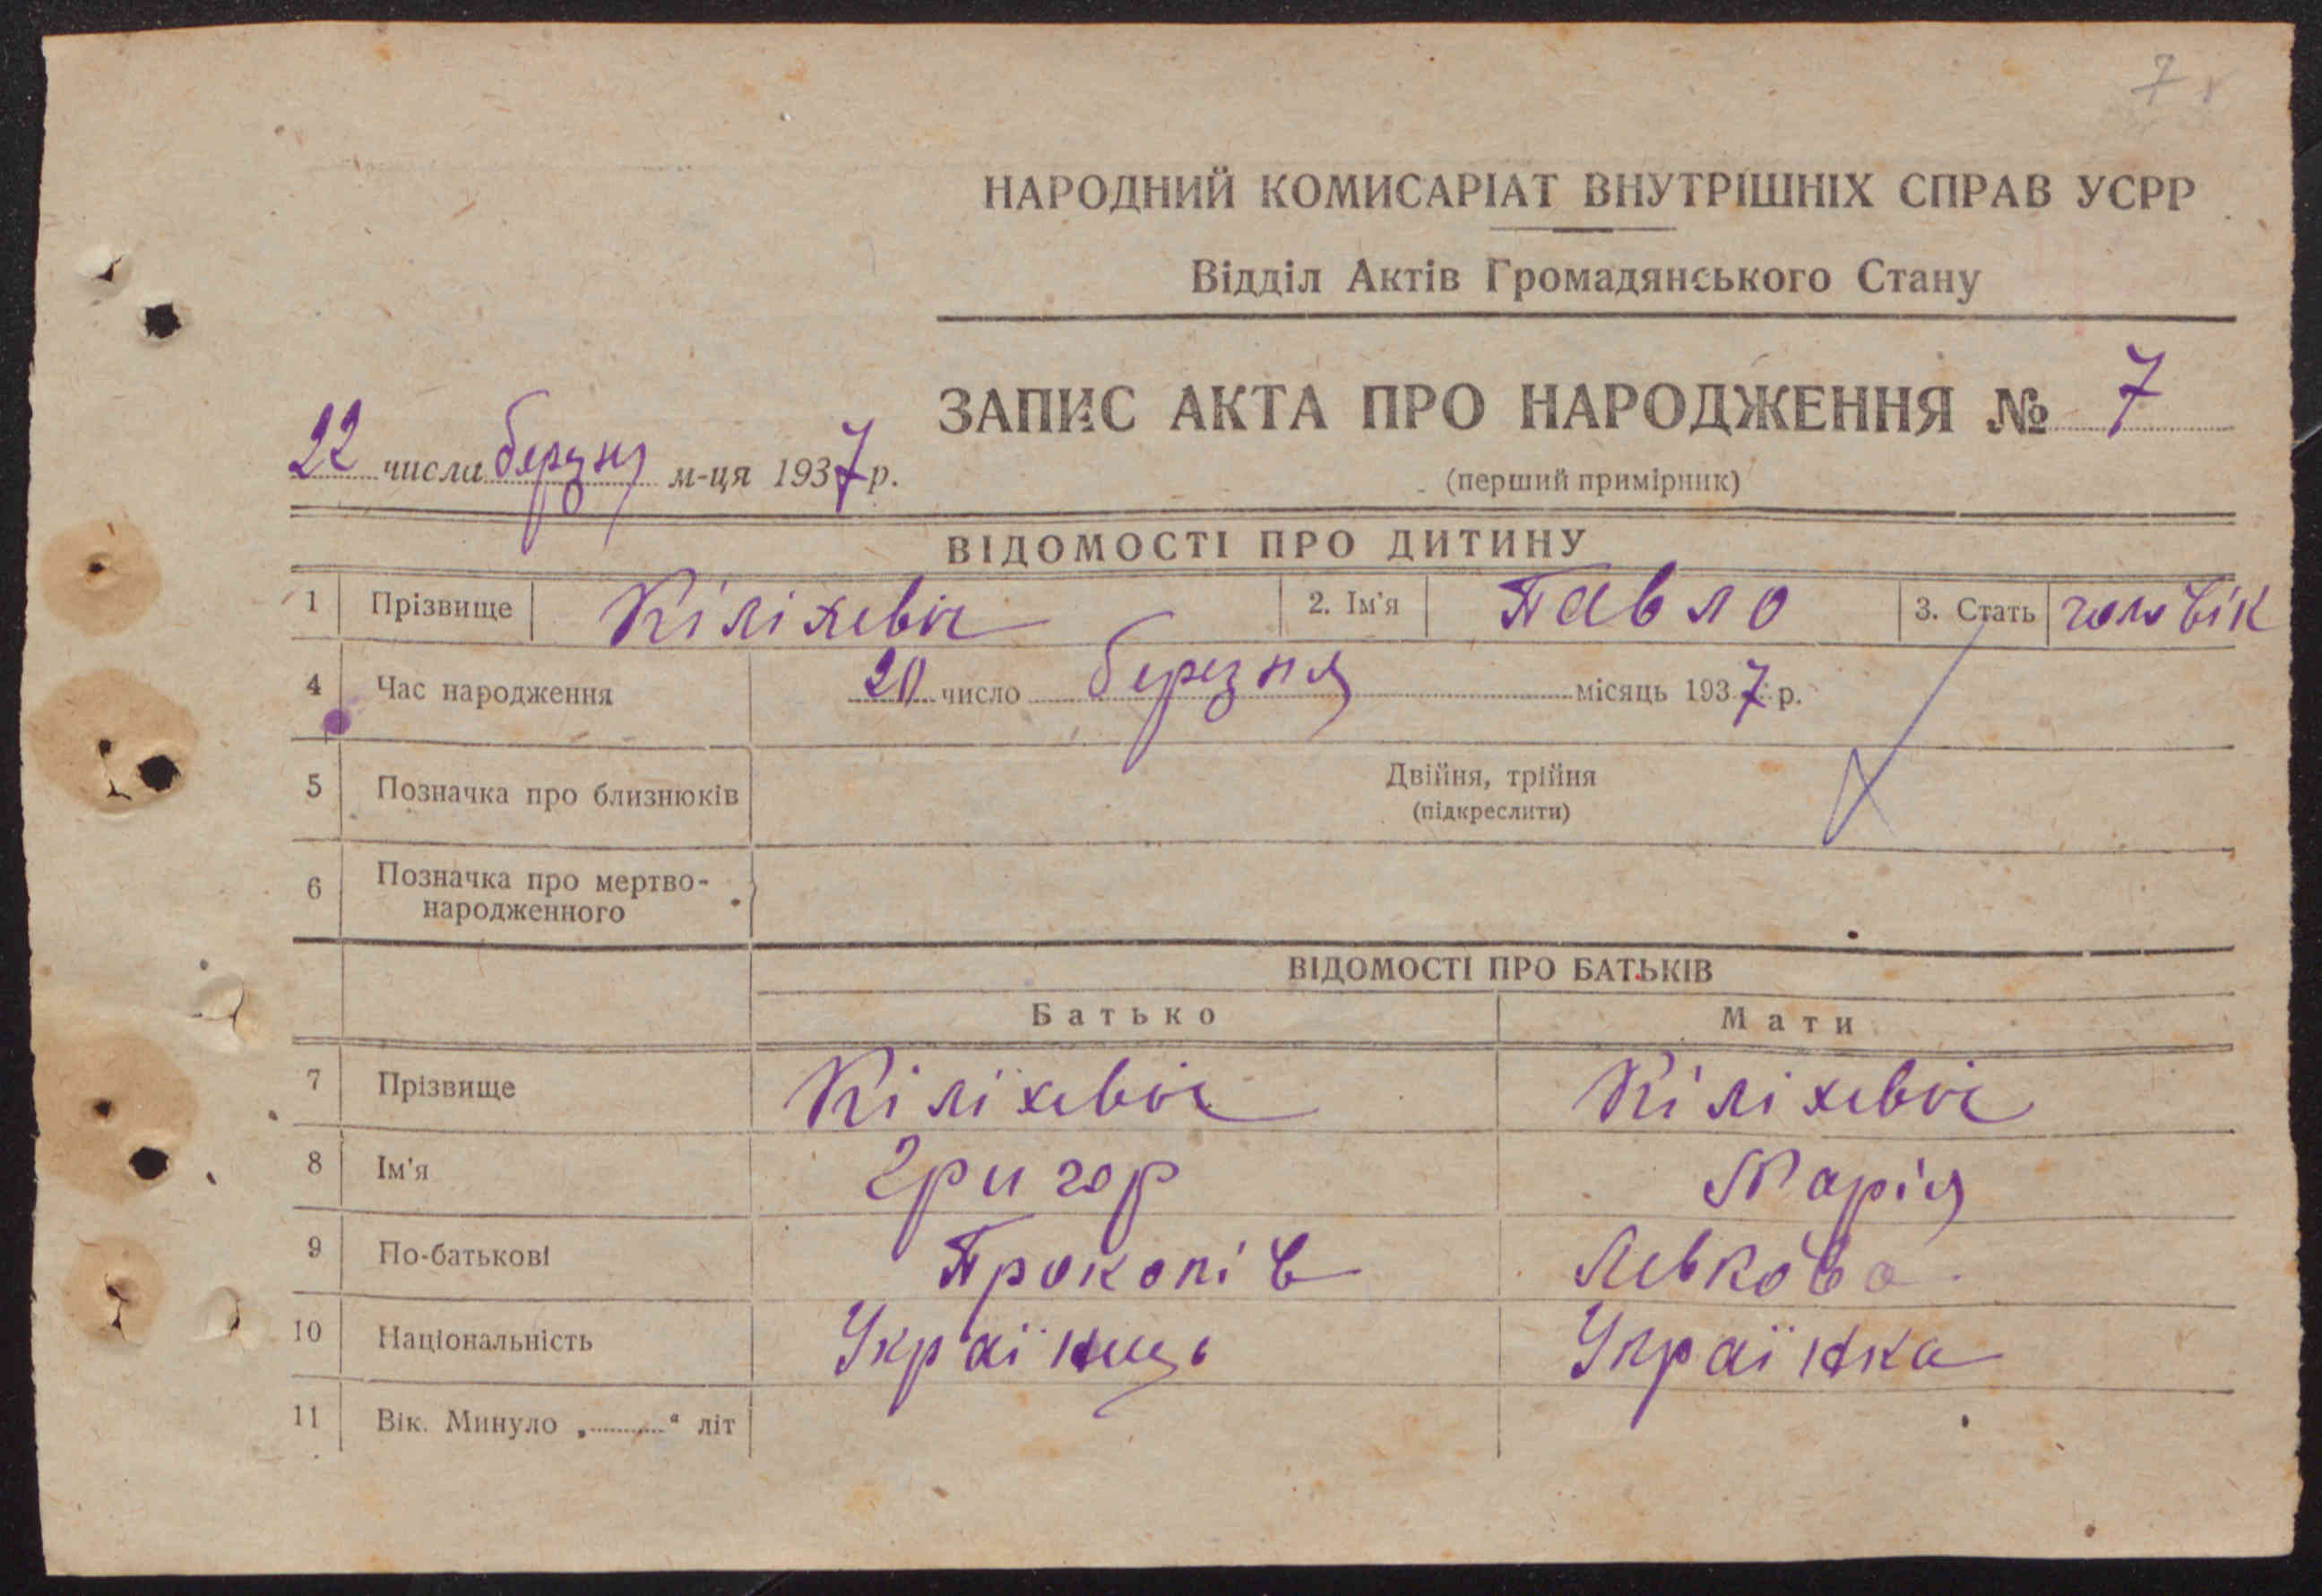 7
НАРОДНИЙ КОМИСАРІАТ ВНУТРІШНІХ СПРАВ УСРР
Відділ Актів Громадянського Стану
ЗАПИС АКТА ПРО НАРОДЖЕННЯ № 7
22 числа березня м-ця 1937 р.
(перший примірник)
ВІДОМОСТІ ПРО ДИТИНУ
1 Прізвище Кіліхевіч 2. Ім'я Павло 3. Стать чоловік
4 Час народження 20 число березня місяць 1937 р.
5 Позначка про близнюків Двійня, трійня
(підкреслити)
6 Позначка про мертво-
народженного
ВІДОМОСТІ ПРО БАТЬКІВ
Батько Мати
7 Прізвище Кіліхевіч Кіліхевіч
8 Ім'я Григор Марія
9 По-батькові Прокопів Левкова
10 Національність Українець Українка
11 Вік. Минуло „ “ літ